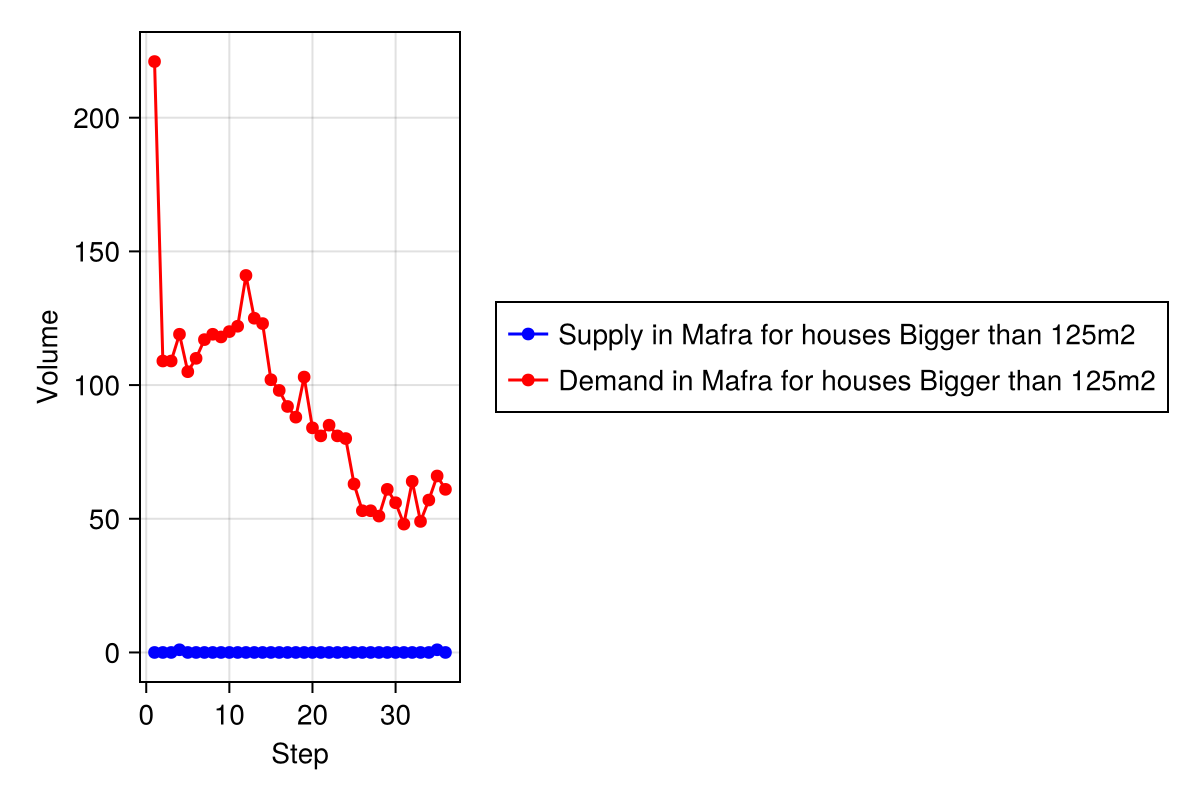 200
150
100
50
0
Volume
0 10 20 30
Step
Supply in Mafra for houses Bigger than 125m2
Demand in Mafra for houses Bigger than 125m2